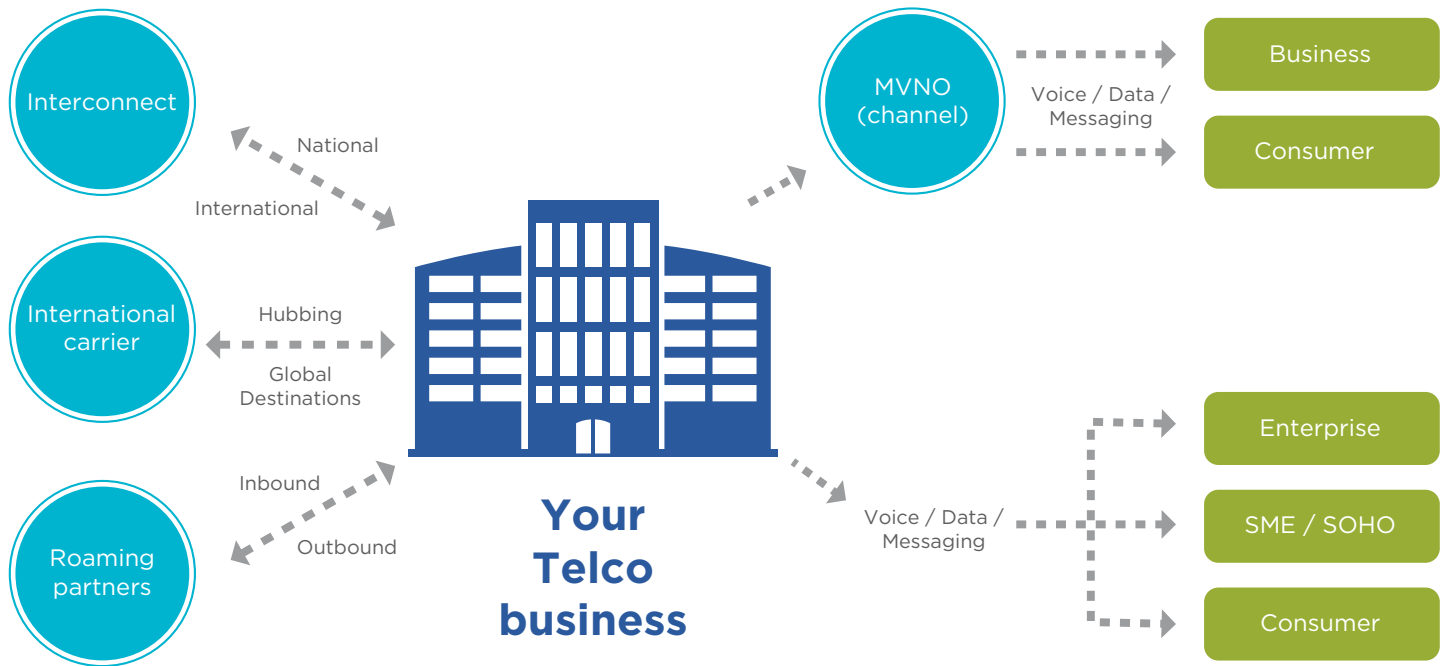 Interconnect
National
International
International
carrier
Hubbing
Global
Destinations
Roaming
partners
Inbound
Outbound
Your
Telco
business
MVNO
(channel)
Voice / Data /
Messaging
Business
Consumer
Voice / Data /
Messaging
Enterprise
SME / SOHO
Consumer